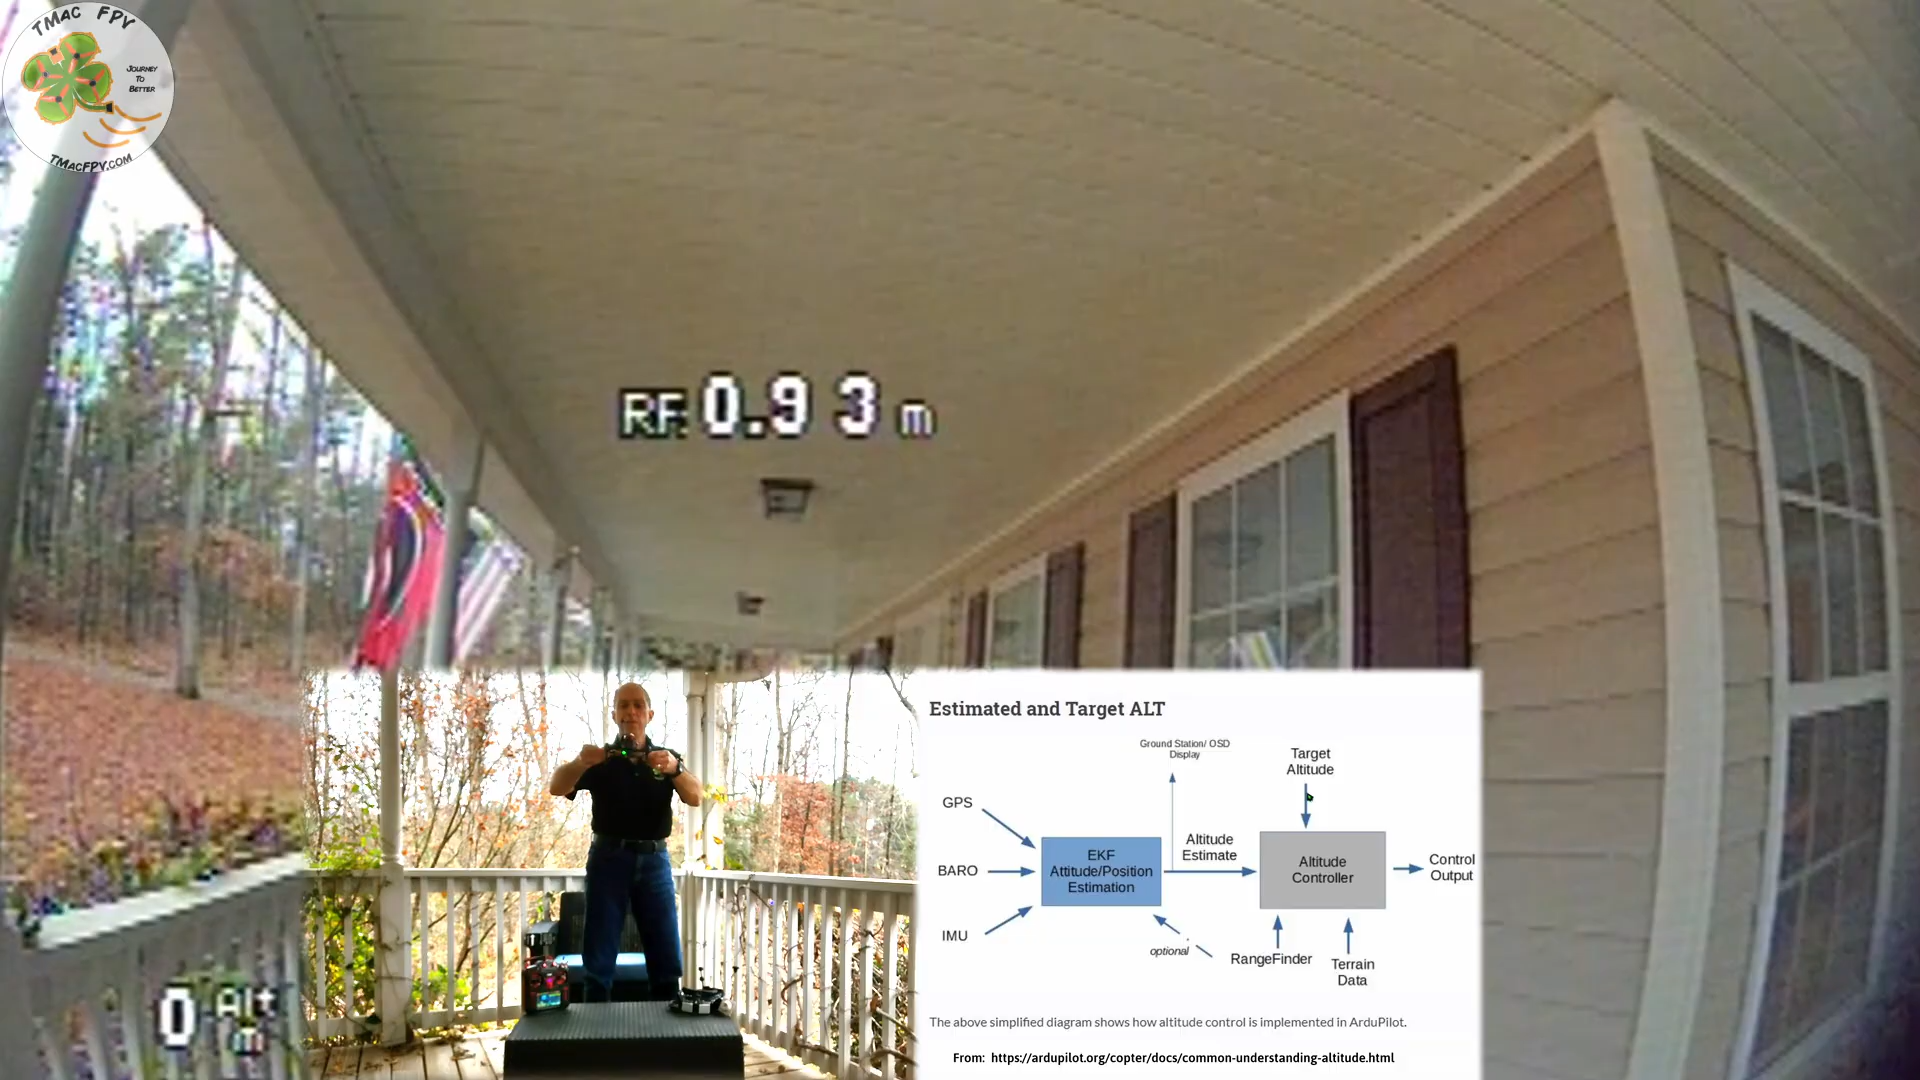 TMAC FPV
JOURNEY
TO
BETTER
TMACFPV.COM
RF 0.93 m
0 Alt
m
Estimated and Target ALT
Ground Station/ OSD
Display
Target
Altitude
GPS
BARO
IMU
EKF
Attitude/Position
Estimation
Altitude
Estimate
Altitude
Controller
Control
Output
optional
RangeFinder
Terrain
Data
The above simplified diagram shows how altitude control is implemented in ArduPilot.
From: https://ardupilot.org/copter/docs/common-understanding-altitude.html